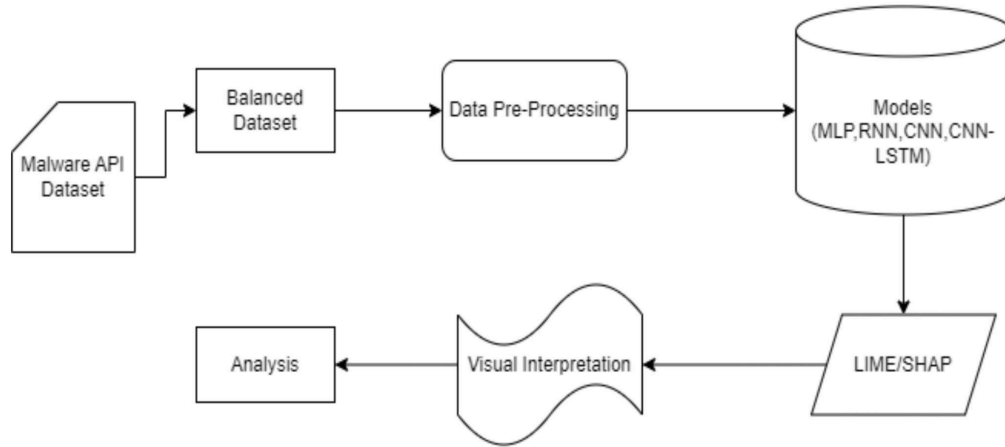 Malware API
Dataset
Balanced
Dataset
Data Pre-Processing
Models
(MLP,RNN,CNN,CNN-
LSTM)
LIME/SHAP
Visual Interpretation
Analysis